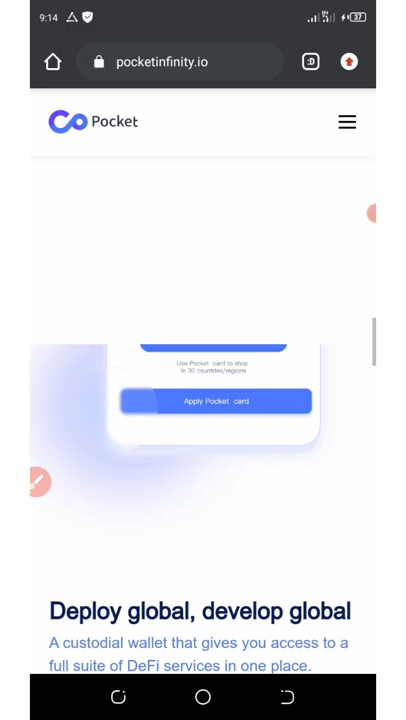 9:14
37
pocketinfinity.io
:D
Pocket
Use Pocket card to shop
in 30 countries/regions
Apply Pocket card
Deploy global, develop global
A custodial wallet that gives you access to a
full suite of DeFi services in one place.